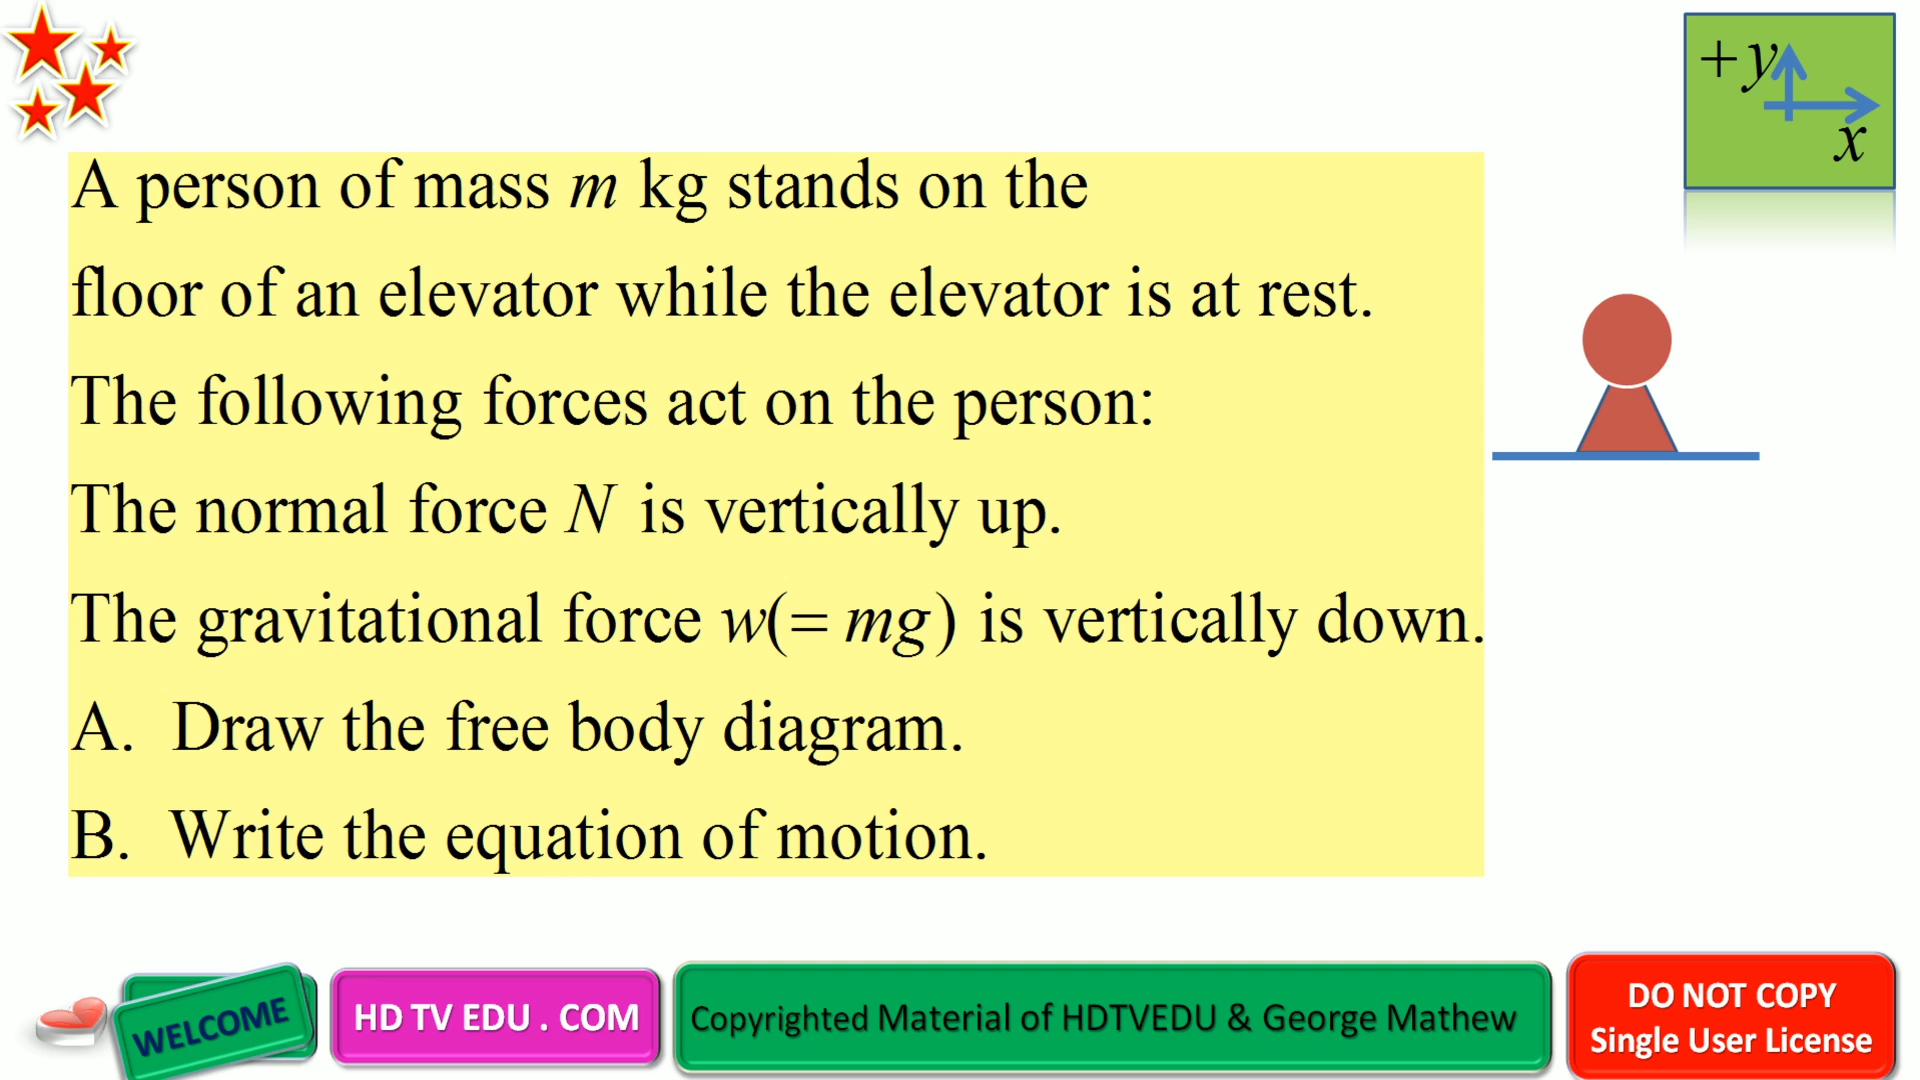 +y
x
A person of mass m kg stands on the
floor of an elevator while the elevator is at rest.
The following forces act on the person:
The normal force N is vertically up.
The gravitational force w(= mg) is vertically down.
A. Draw the free body diagram.
B. Write the equation of motion.
WELCOME
HD TV EDU . COM
Copyrighted Material of HDTVEDU & George Mathew
DO NOT COPY
Single User License